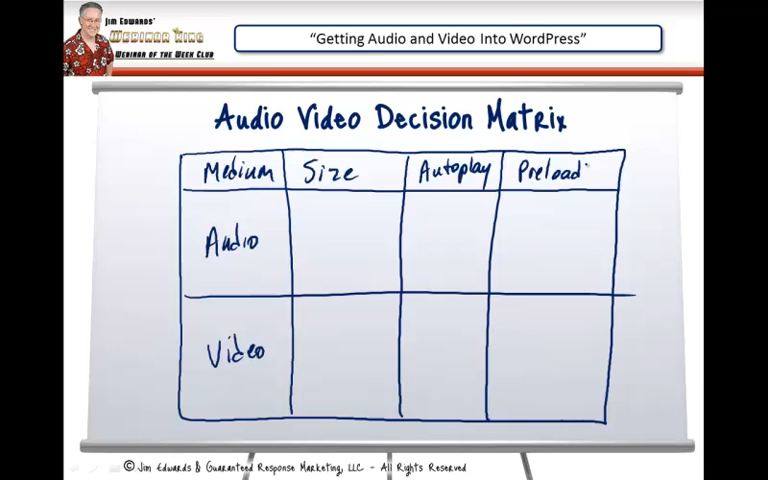 Jim Edwards'
Webinar King
Webinar of the Week Club
“Getting Audio and Video Into WordPress”
Audio Video Decision Matrix
Medium Size Autoplay Preload
Audio
Video
© Jim Edwards & Guaranteed Response Marketing, LLC - All Rights Reserved